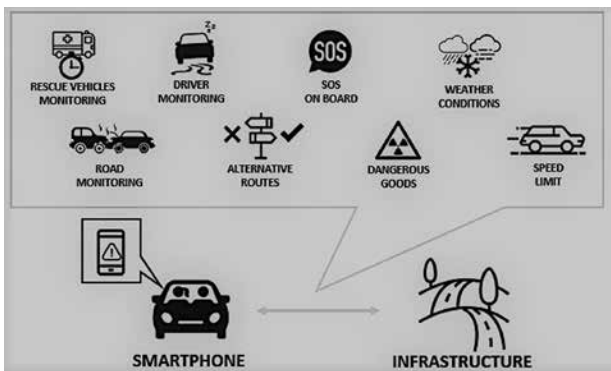 RESCUE VEHICLES
MONITORING
Zz
DRIVER
MONITORING
SOS
SOS
ON BOARD
WEATHER
CONDITIONS
ROAD
MONITORING
ALTERNATIVE
ROUTES
DANGEROUS
GOODS
SPEED
LIMIT
SMARTPHONE
INFRASTRUCTURE